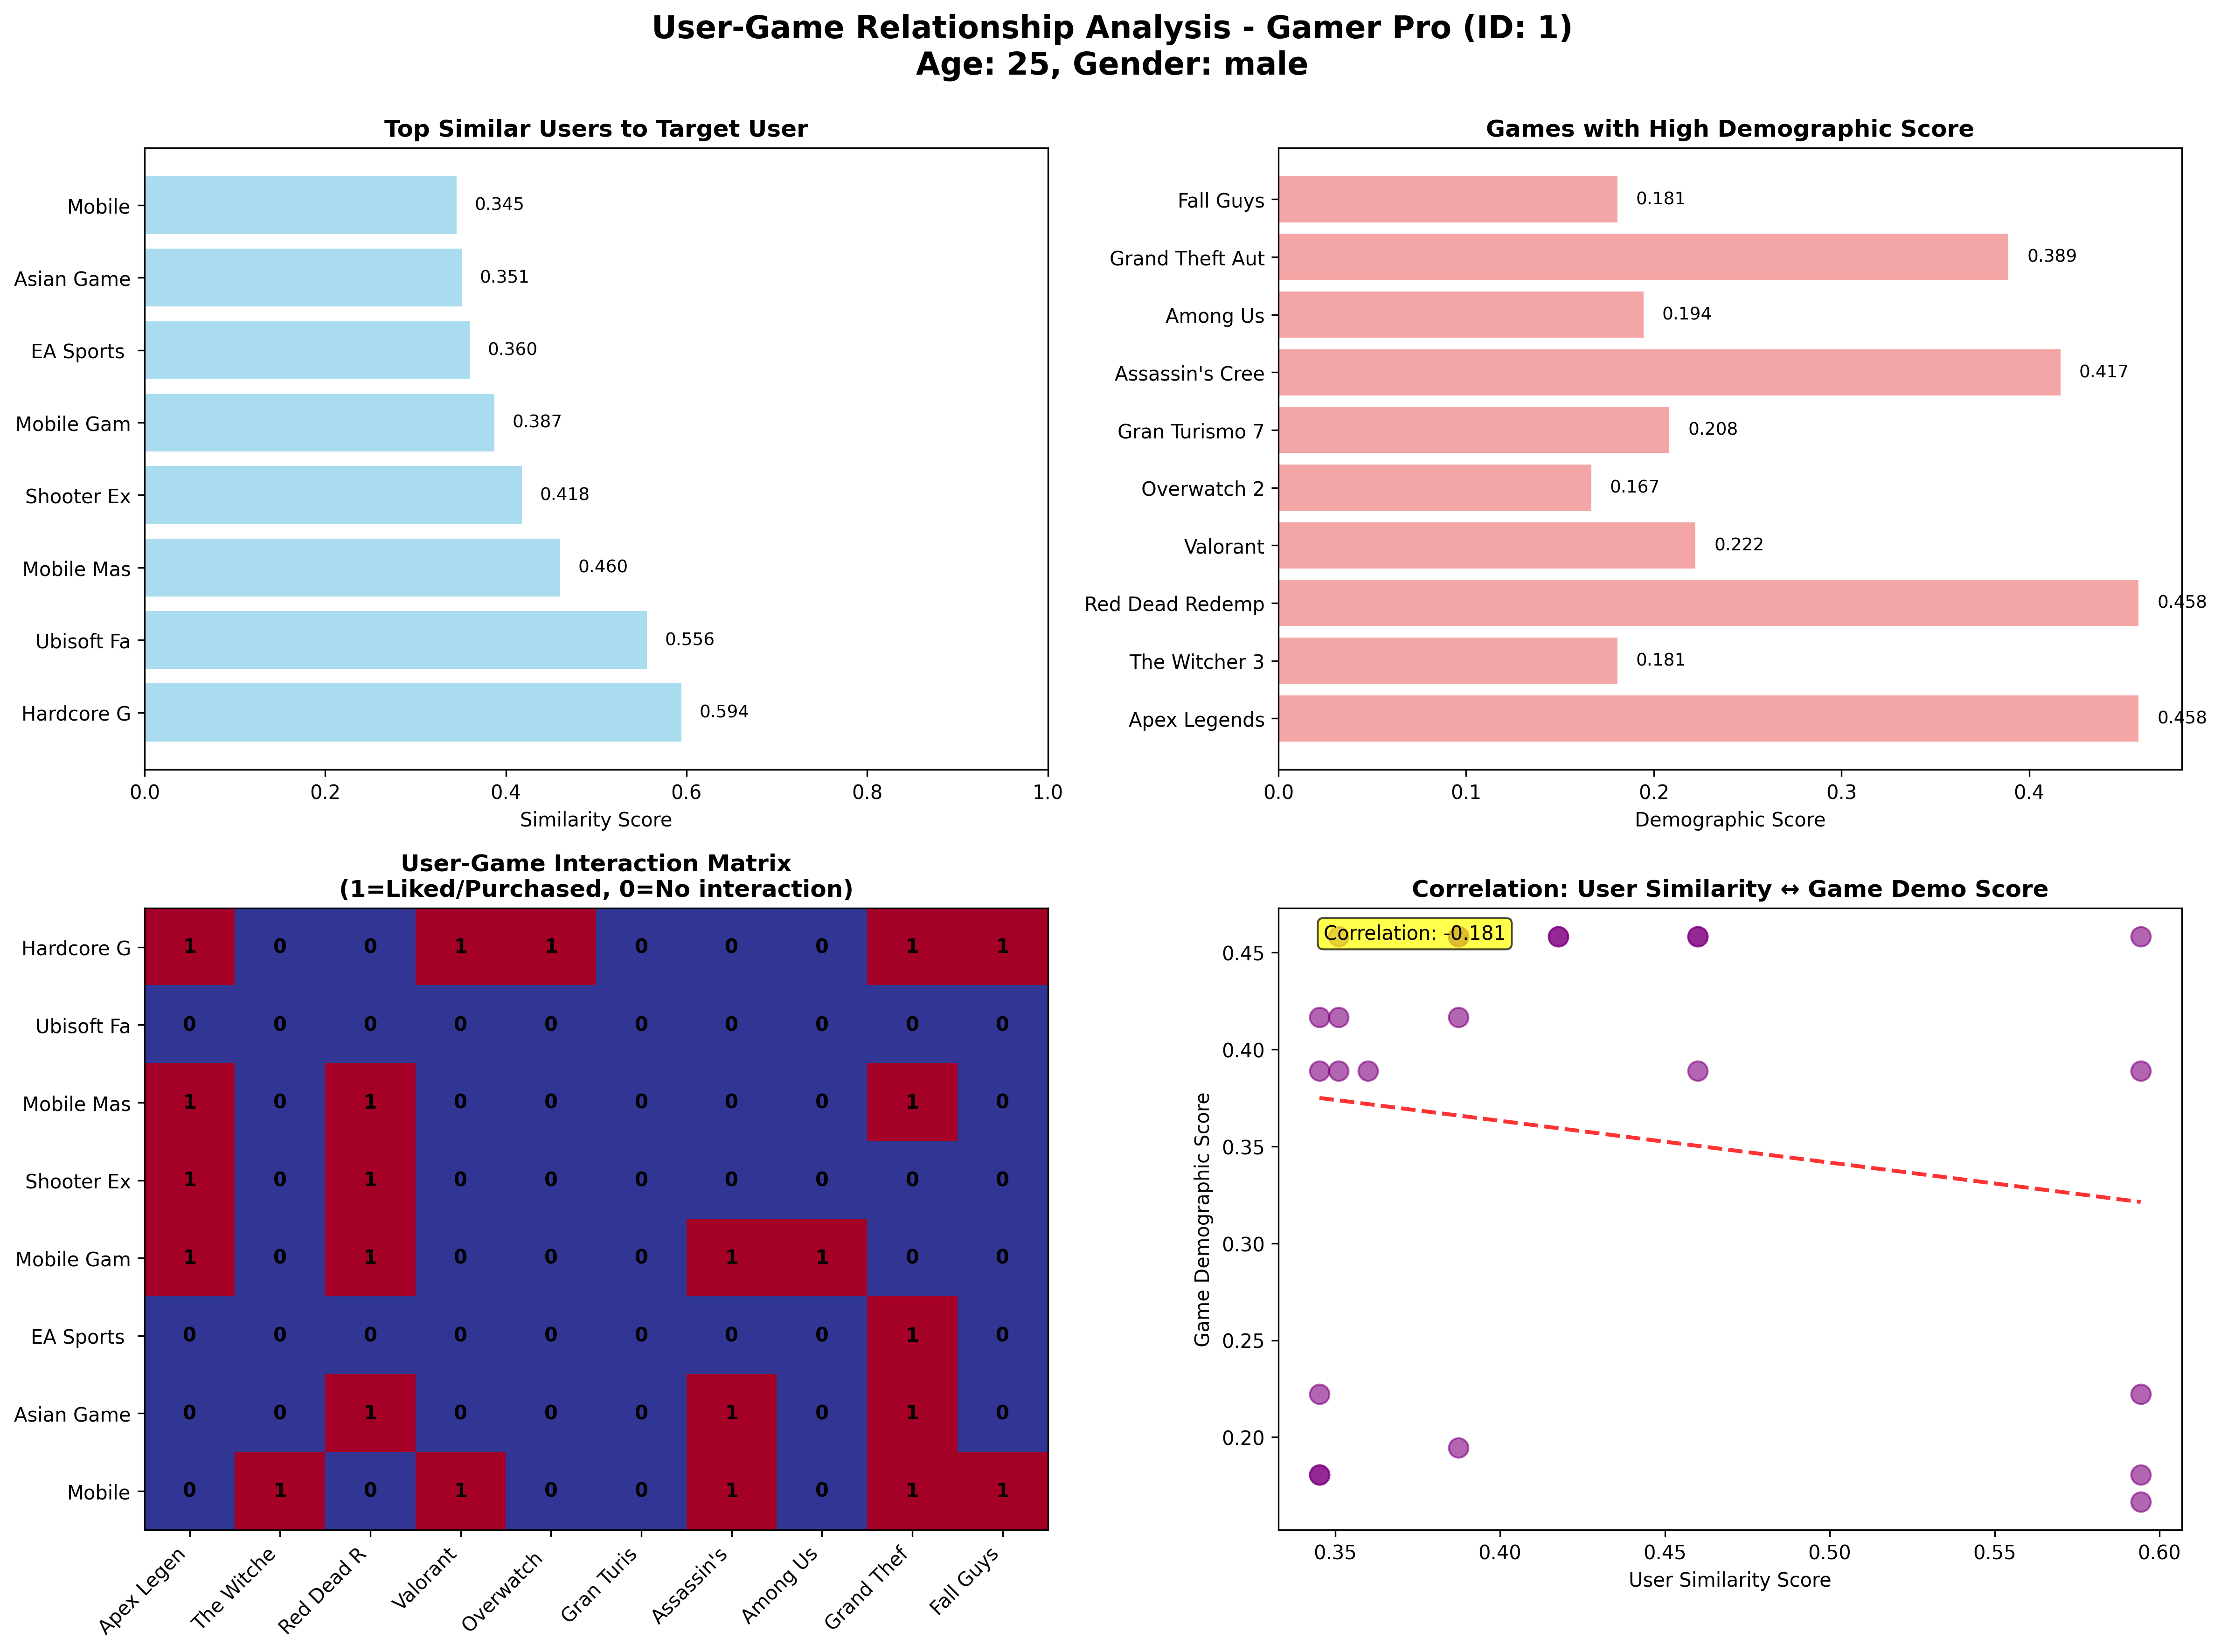 User-Game Relationship Analysis - Gamer Pro (ID: 1)
Age: 25, Gender: male
Top Similar Users to Target User
Mobile
0.345
Asian Game
0.351
EA Sports
0.360
Mobile Gam
0.387
Shooter Ex
0.418
Mobile Mas
0.460
Ubisoft Fa
0.556
Hardcore G
0.594
0.0 0.2 0.4 0.6 0.8 1.0
Similarity Score
Games with High Demographic Score
Fall Guys
0.181
Grand Theft Aut
0.389
Among Us
0.194
Assassin's Cree
0.417
Gran Turismo 7
0.208
Overwatch 2
0.167
Valorant
0.222
Red Dead Redemp
0.458
The Witcher 3
0.181
Apex Legends
0.458
0.0 0.1 0.2 0.3 0.4
Demographic Score
User-Game Interaction Matrix
(1=Liked/Purchased, 0=No interaction)
Hardcore G 1 0 0 1 1 0 0 0 1 1
Ubisoft Fa 0 0 0 0 0 0 0 0 0 0
Mobile Mas 1 0 1 0 0 0 0 0 1 0
Shooter Ex 1 0 1 0 0 0 0 0 0 0
Mobile Gam 1 0 1 0 0 0 1 1 0 0
EA Sports 0 0 0 0 0 0 0 0 1 0
Asian Game 0 0 1 0 0 0 1 0 1 0
Mobile 0 1 0 1 0 0 1 0 1 1
Apex Legen
The Witche
Red Dead R
Valorant
Overwatch
Gran Turis
Assassin's
Among Us
Grand Thef
Fall Guys
Correlation: User Similarity ↔ Game Demo Score
Correlation: -0.181
Game Demographic Score
0.45
0.40
0.35
0.30
0.25
0.20
0.35 0.40 0.45 0.50 0.55 0.60
User Similarity Score